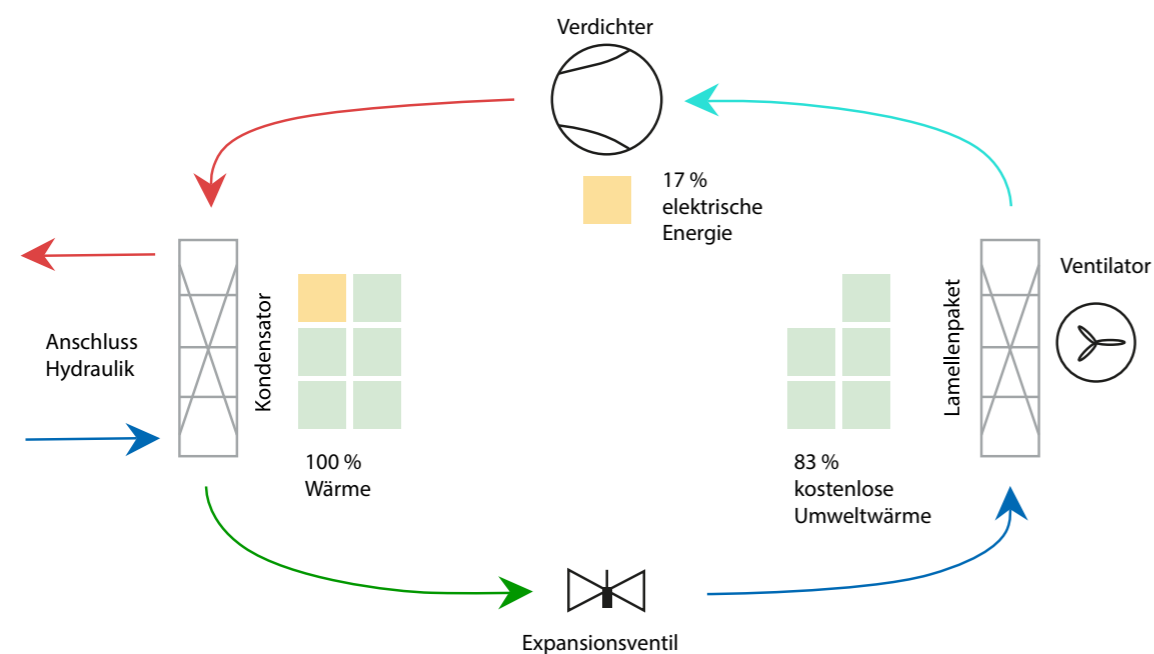 Verdichter
17 %
elektrische
Energie
Ventilator
Anschluss
Hydraulik
Kondensator
Lamellenpaket
100 %
Wärme
83 %
kostenlose
Umweltwärme
Expansionsventil